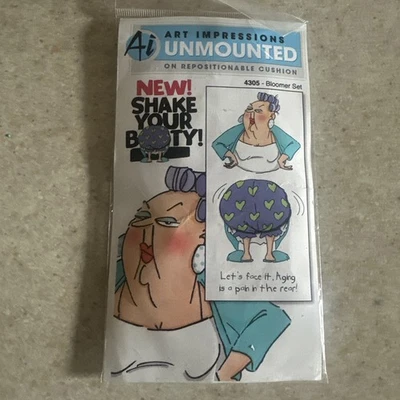 Ai
ART IMPRESSIONS
UNMOUNTED
ON REPOSITIONABLE CUSHION
4305 - Bloomer Set
NEW!
SHAKE
YOUR
BOOTY!
Let's face it, Aging
is a pain in the rear!